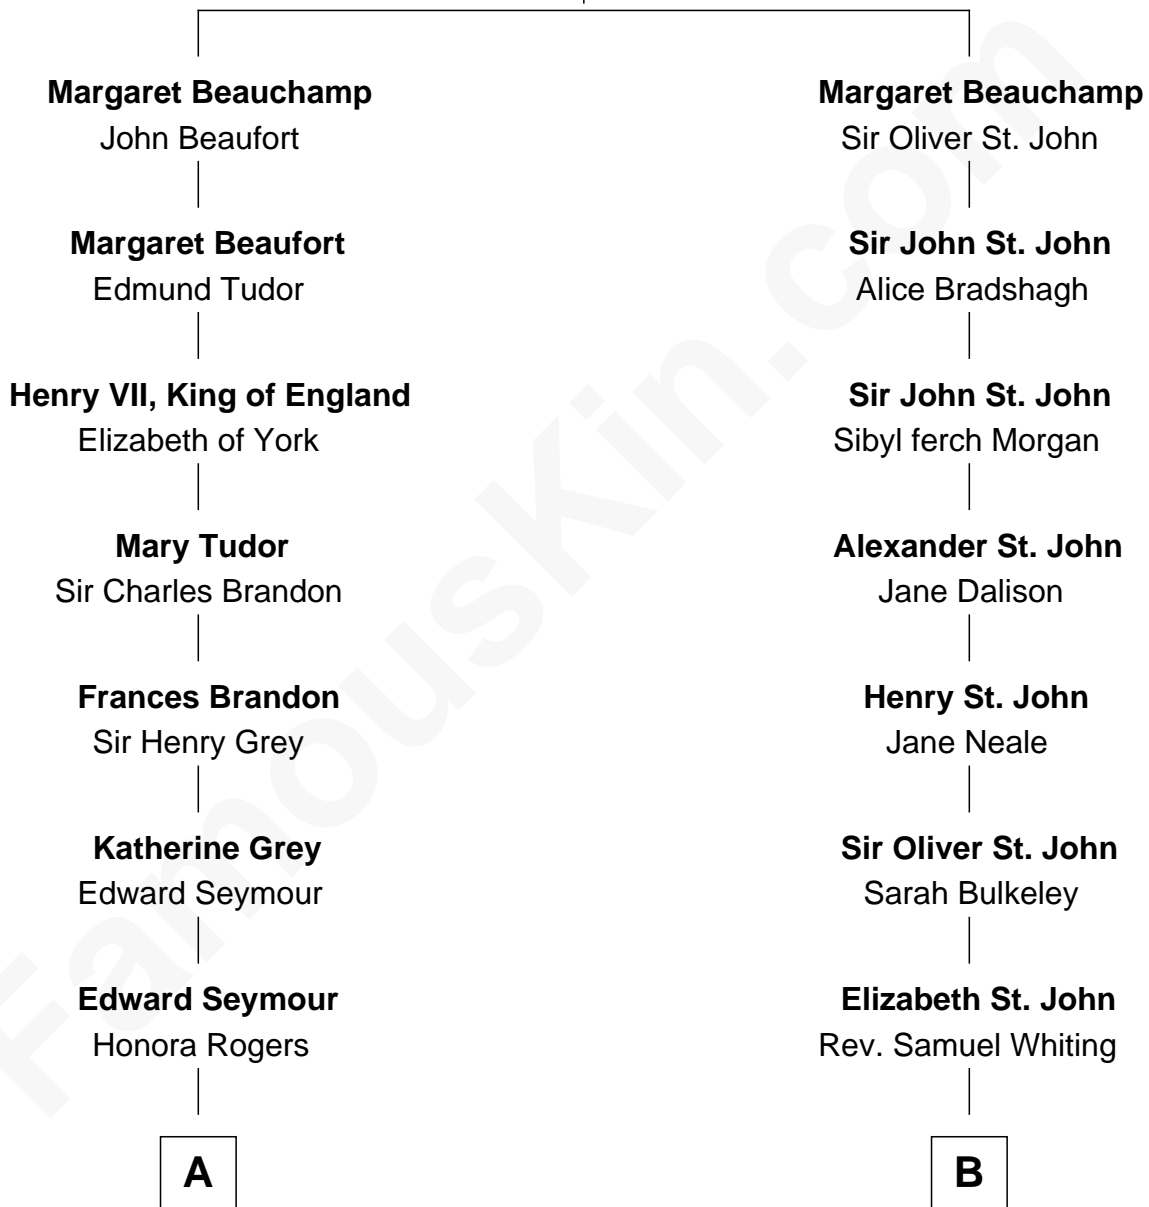 Margaret Beauchamp
John Beaufort
Margaret Beaufort
Edmund Tudor
Henry VII, King of England
Elizabeth of York
Mary Tudor
Sir Charles Brandon
Frances Brandon
Sir Henry Grey
Katherine Grey
Edward Seymour
Edward Seymour
Honora Rogers
A
Margaret Beauchamp
Sir Oliver St. John
Sir John St. John
Alice Bradshagh
Sir John St. John
Sibyl ferch Morgan
Alexander St. John
Jane Dalison
Henry St. John
Jane Neale
Sir Oliver St. John
Sarah Bulkeley
Elizabeth St. John
Rev. Samuel Whiting
B
FamousKin.com